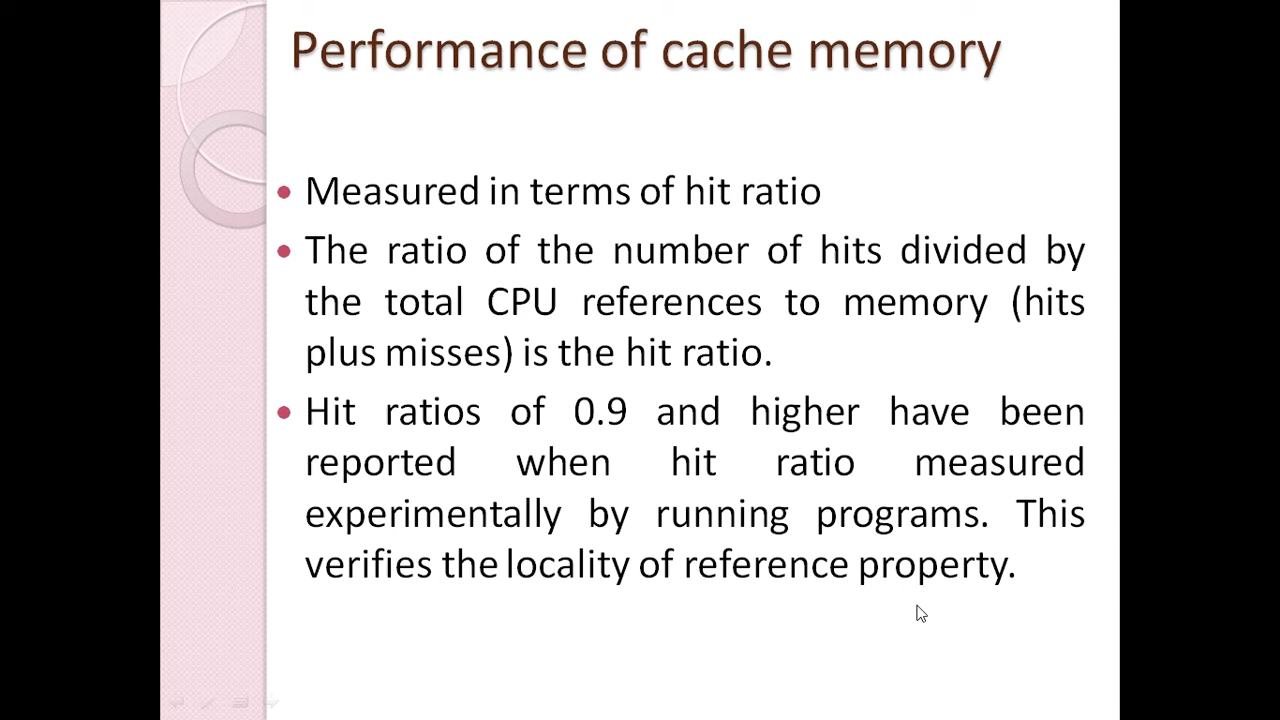 Performance of cache memory
• Measured in terms of hit ratio
• The ratio of the number of hits divided by
the total CPU references to memory (hits
plus misses) is the hit ratio.
• Hit ratios of 0.9 and higher have been
reported when hit ratio measured
experimentally by running programs. This
verifies the locality of reference property.